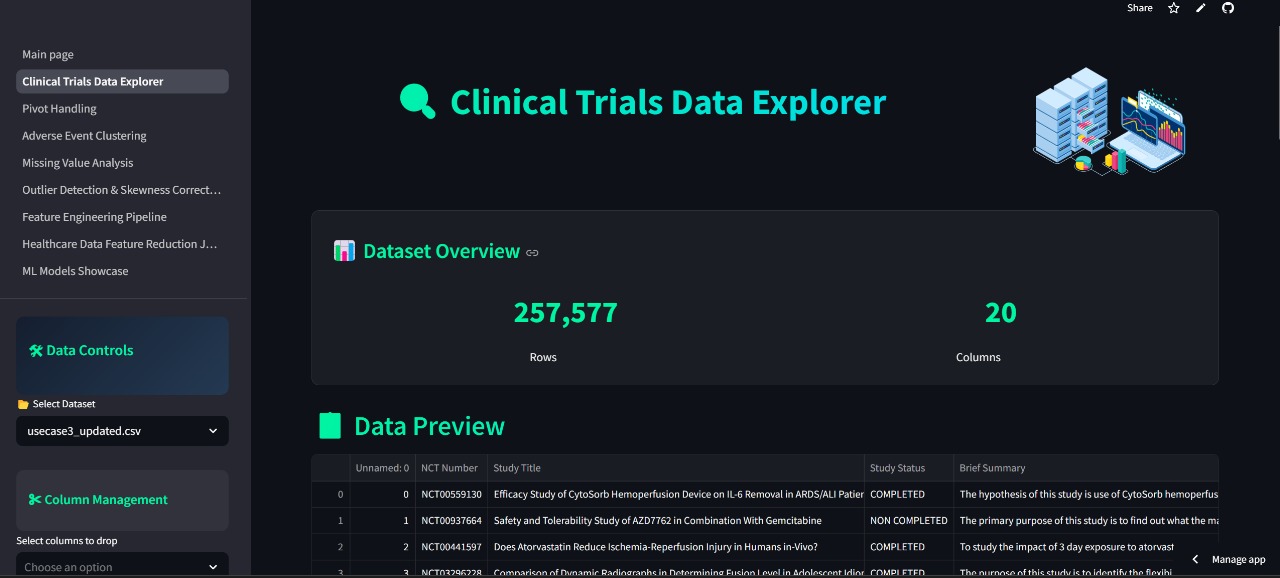 Share
Main page
Clinical Trials Data Explorer
Pivot Handling
Adverse Event Clustering
Missing Value Analysis
Outlier Detection & Skewness Correct...
Feature Engineering Pipeline
Healthcare Data Feature Reduction J...
ML Models Showcase
Data Controls
Select Dataset
usecase3_updated.csv
Column Management
Select columns to drop
Choose an option
Clinical Trials Data Explorer
Dataset Overview
257,577 20
Rows Columns
Data Preview
Unnamed: 0 NCT Number Study Title Study Status Brief Summary
0 0 NCT00559130 Efficacy Study of CytoSorb Hemoperfusion Device on IL-6 Removal in ARDS/ALI Patier COMPLETED The hypothesis of this study is use of CytoSorb hemoperfus
1 1 NCT00937664 Safety and Tolerability Study of AZD7762 in Combination With Gemcitabine NON COMPLETED The primary purpose of this study is to find out what the ma
2 2 NCT00441597 Does Atorvastatin Reduce Ischemia-Reperfusion Injury in Humans in-Vivo? COMPLETED To study the impact of 3 day exposure to atorvast
3 3 NCT03296228 Comparison of Dynamic Radiographs in Determining Fusion Level in Adolescent Idior COMPLETED The purpose of this study is to identify the flexibi
Manage app